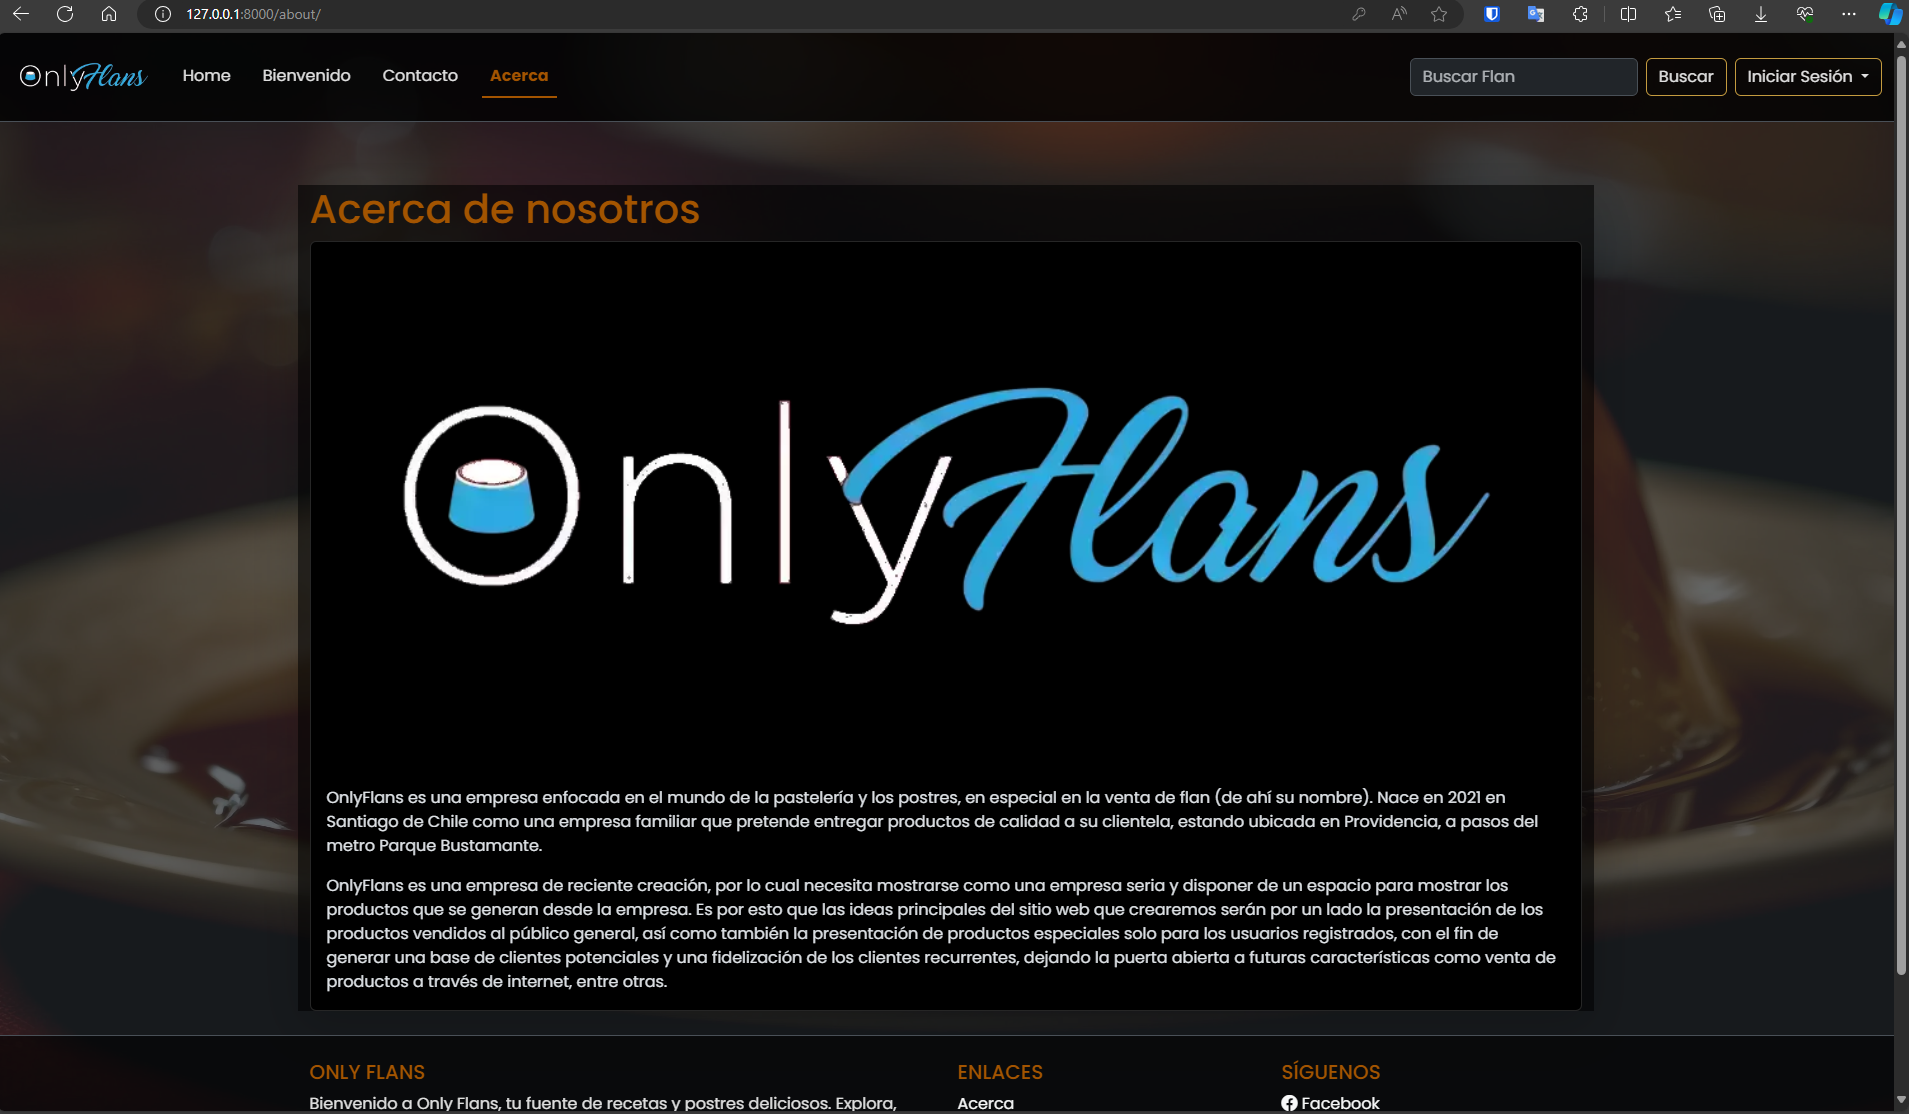 127.0.0.1:8000/about/
OnlyFlans Home Bienvenido Contacto Acerca Buscar Flan Buscar Iniciar Sesión
Acerca de nosotros
OnlyFlans
OnlyFlans es una empresa enfocada en el mundo de la pastelería y los postres, en especial en la venta de flan (de ahí su nombre). Nace en 2021 en
Santiago de Chile como una empresa familiar que pretende entregar productos de calidad a su clientela, estando ubicada en Providencia, a pasos del
metro Parque Bustamante.
OnlyFlans es una empresa de reciente creación, por lo cual necesita mostrarse como una empresa seria y disponer de un espacio para mostrar los
productos que se generan desde la empresa. Es por esto que las ideas principales del sitio web que crearemos serán por un lado la presentación de los
productos vendidos al público general, así como también la presentación de productos especiales solo para los usuarios registrados, con el fin de
generar una base de clientes potenciales y una fidelización de los clientes recurrentes, dejando la puerta abierta a futuras características como venta de
productos a través de internet, entre otras.
ONLY FLANS ENLACES SÍGUENOS
Bienvenido a Only Flans, tu fuente de recetas y postres deliciosos. Explora, Acerca Facebook